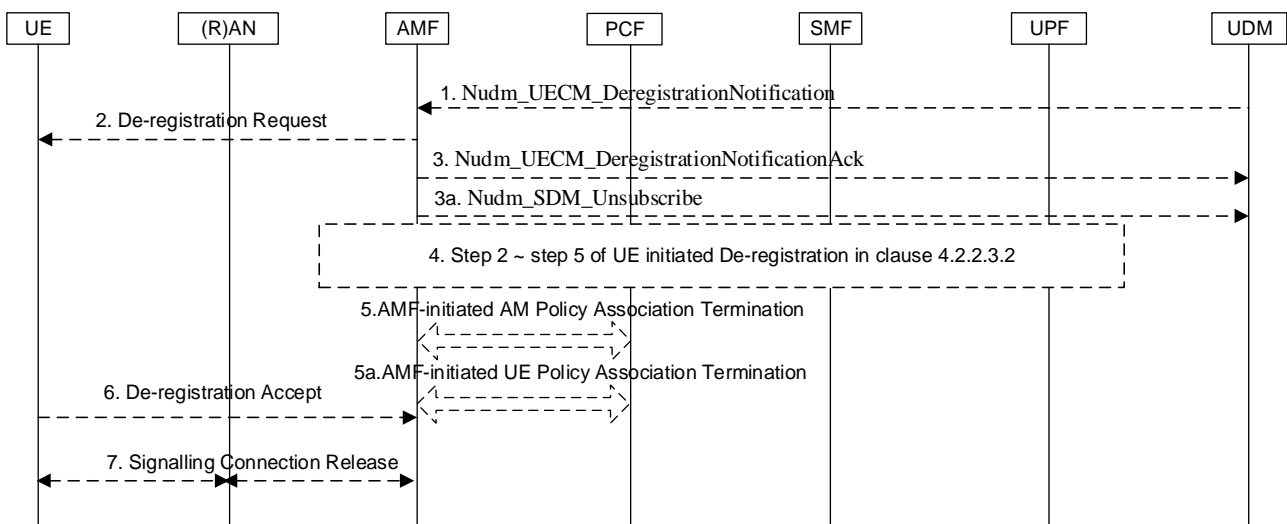 UE
(R)AN
AMF
PCF
SMF
UPF
UDM
1. Nudm_UECM_DeregistrationNotification
2. De-registration Request
3. Nudm_UECM_DeregistrationNotificationAck
3a. Nudm_SDM_Unsubscribe
4. Step 2 ~ step 5 of UE initiated De-registration in clause 4.2.2.3.2
5.AMF-initiated AM Policy Association Termination
5a.AMF-initiated UE Policy Association Termination
6. De-registration Accept
7. Signalling Connection Release